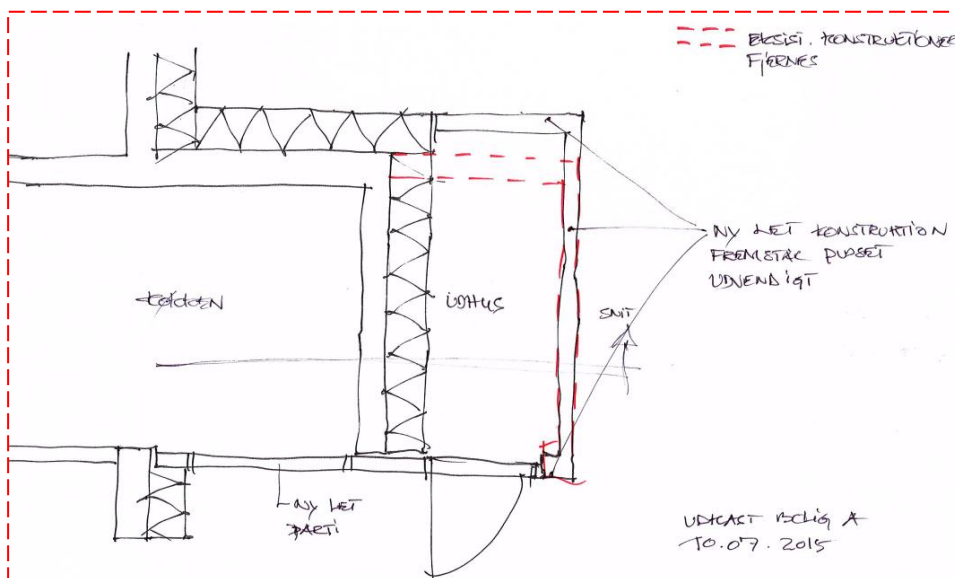 EKSIST. KONSTRUKTIONER
FJERNES
NY LET KONSTRUKTION
FREMSTÅR PUDSET
UDVENDIGT
KØKKEN
UDHUS
SNIT
NY LET
PARTI
UDKAST BOLIG A
10.07.2015